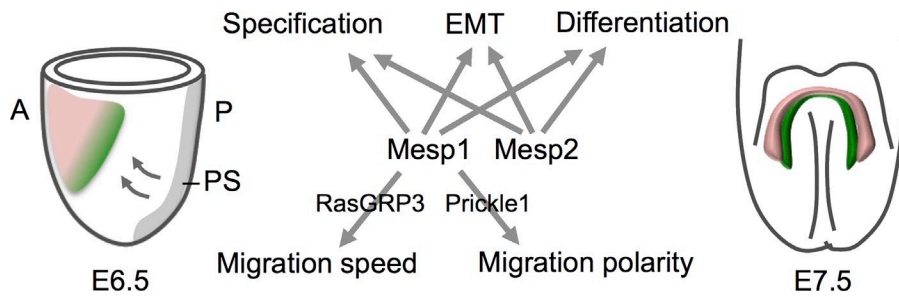 Specification EMT Differentiation
A P
Mesp1 Mesp2
PS
RasGRP3 Prickle1
Migration speed Migration polarity
E6.5 E7.5